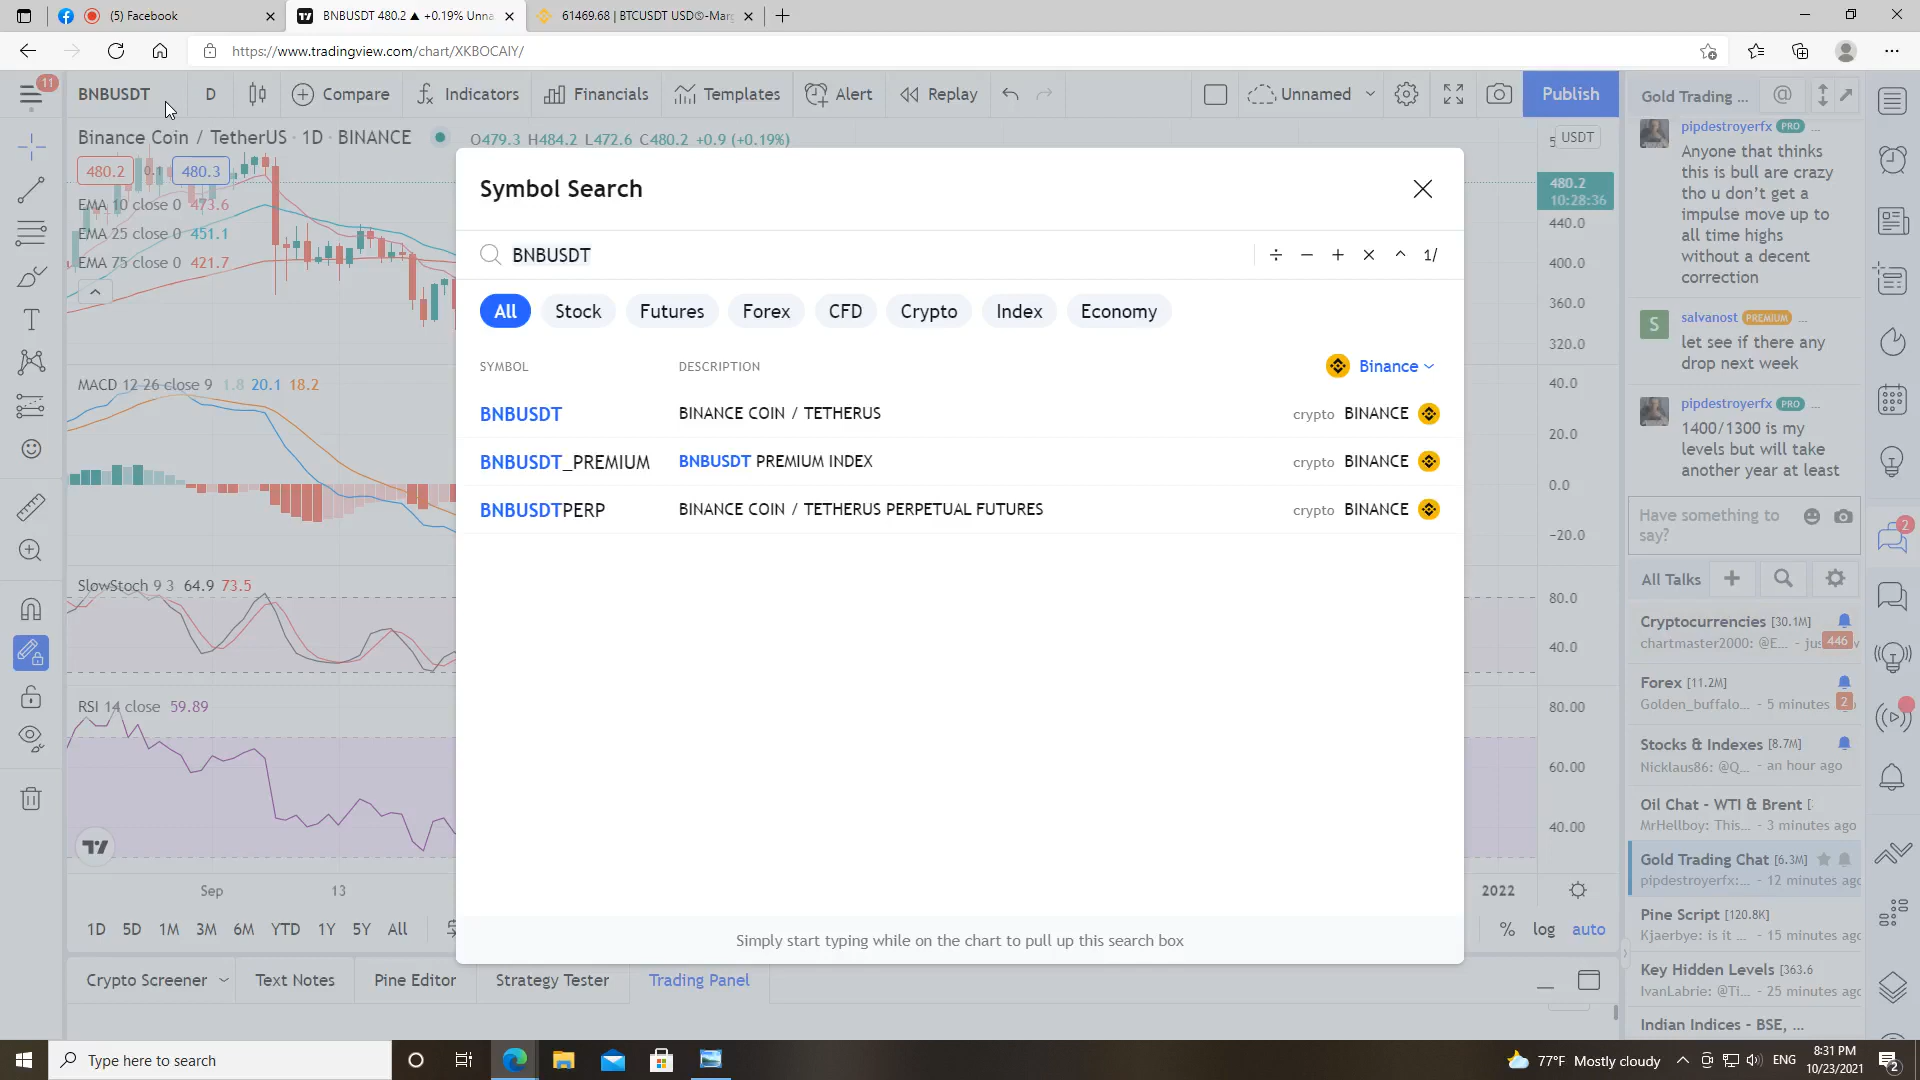 (5) Facebook
BNBUSDT 480.2 ▲ +0.19% Unna
61469.68 | BTCUSDT USDⓢ-Mar
https://www.tradingview.com/chart/XKBOCAIY/
11
BNBUSDT
D
Compare
Indicators
Financials
Templates
Alert
Replay
Unnamed
Publish
Binance Coin / TetherUS · 1D · BINANCE
O479.3 H484.2 L472.6 C480.2 +0.9 (+0.19%)
480.2
0.1
480.3
EMA 10 close 0 473.6
EMA 25 close 0 451.1
EMA 75 close 0 421.7
MACD 12 26 close 9 1.8 20.1 18.2
SlowStoch 9 3 64.9 73.5
RSI 14 close 59.89
Sep
13
2022
1D 5D 1M 3M 6M YTD 1Y 5Y All
% log auto
Crypto Screener
Text Notes
Pine Editor
Strategy Tester
Trading Panel
Symbol Search
BNBUSDT
÷ − + × ^ 1/
All
Stock
Futures
Forex
CFD
Crypto
Index
Economy
SYMBOL
DESCRIPTION
Binance
BNBUSDT BINANCE COIN / TETHERUS crypto BINANCE
BNBUSDT_PREMIUM BNBUSDT PREMIUM INDEX crypto BINANCE
BNBUSDTPERP BINANCE COIN / TETHERUS PERPETUAL FUTURES crypto BINANCE
Simply start typing while on the chart to pull up this search box
USDT
480.2
10:28:36
440.0
400.0
360.0
320.0
40.0
20.0
0.0
−20.0
80.0
40.0
80.00
60.00
40.00
Gold Trading ...
pipdestroyerfx PRO ...
Anyone that thinks
this is bull are crazy
tho u don’t get a
impulse move up to
all time highs
without a decent
correction
S
salvanost PREMIUM ...
let see if there any
drop next week
pipdestroyerfx PRO ...
1400/1300 is my
levels but will take
another year at least
Have something to
say?
All Talks
Cryptocurrencies [30.1M]
chartmaster2000: @E... - jus
446
Forex [11.2M]
Golden_buffalo... - 5 minutes
2
Stocks & Indexes [8.7M]
Nicklaus86: @Q... - an hour ago
Oil Chat - WTI & Brent [
MrHellboy: This... - 3 minutes ago
Gold Trading Chat [6.3M]
pipdestroyerfx:... - 12 minutes ago
Pine Script [120.8K]
Kjaerbye: is it ... - 15 minutes ago
Key Hidden Levels [363.6
IvanLabrie: @Ti... - 25 minutes ago
Indian Indices - BSE, ...
2
Type here to search
77°F Mostly cloudy
ENG
8:31 PM
10/23/2021
2